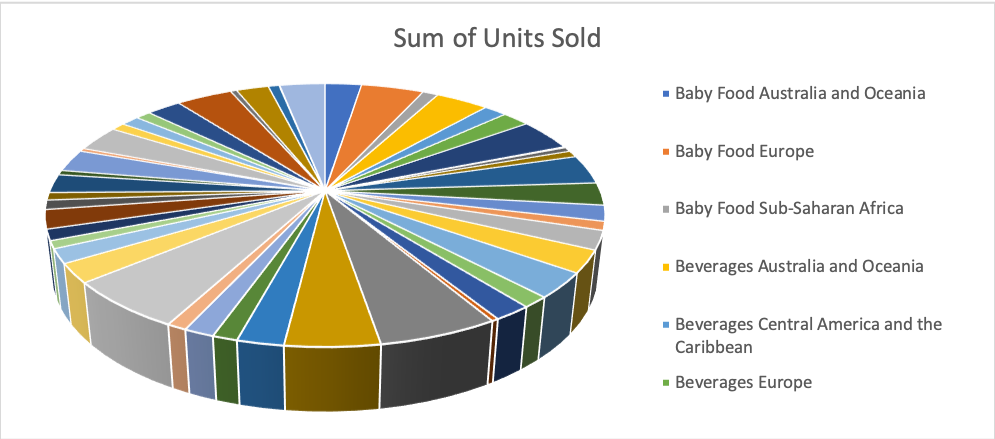 Sum of Units Sold
Baby Food Australia and Oceania
Baby Food Europe
Baby Food Sub-Saharan Africa
Beverages Australia and Oceania
Beverages Central America and the
Caribbean
Beverages Europe